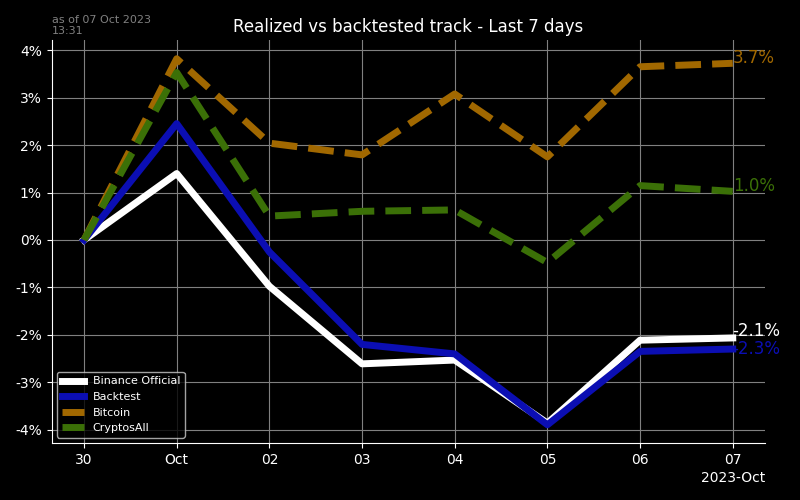 as of 07 Oct 2023
13:31
Realized vs backtested track - Last 7 days
4%
3%
2%
1%
0%
-1%
-2%
-3%
-4%
3.7%
1.0%
-2.1%
-2.3%
Binance Official
Backtest
Bitcoin
CryptosAll
30
Oct
02
03
04
05
06
07
2023-Oct